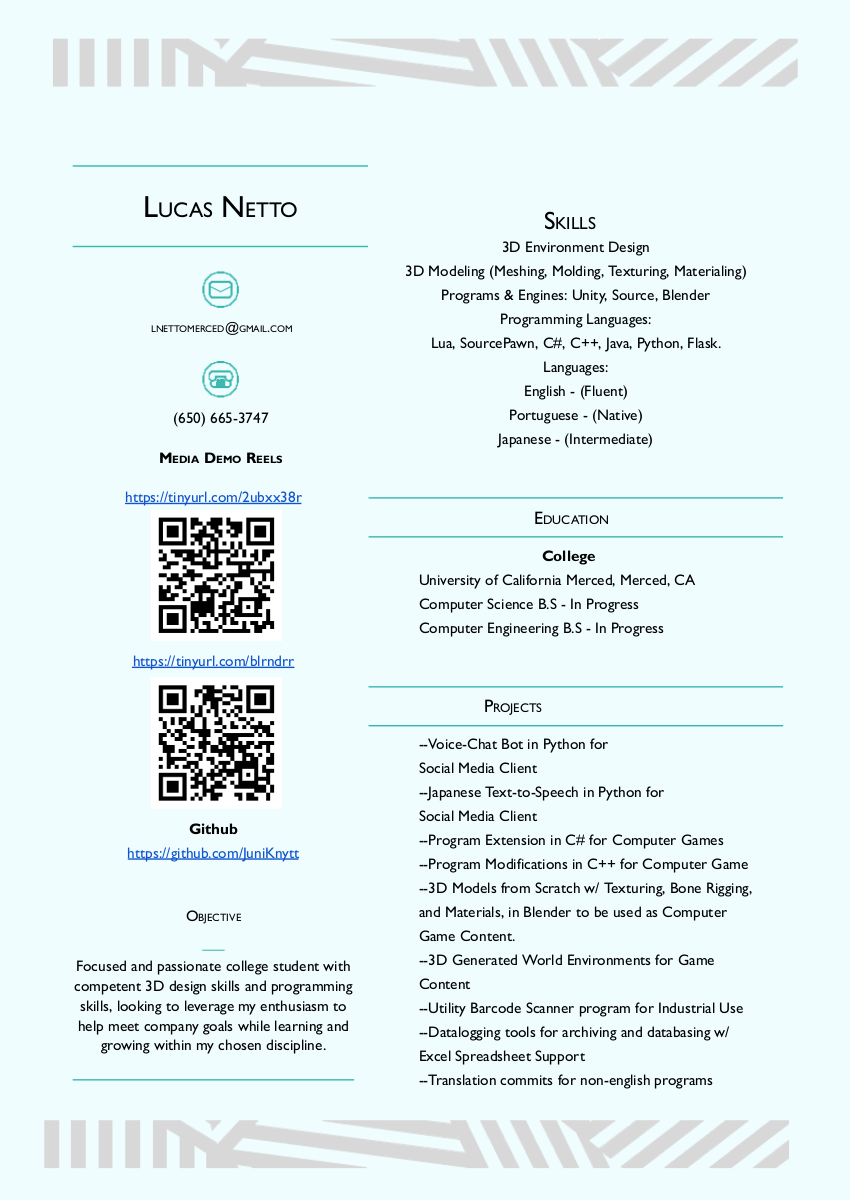 Lucas Netto
lnettomerced@gmail.com
(650) 665-3747
Media Demo Reels
https://tinyurl.com/2ubxx38r
https://tinyurl.com/blrndrr
Github
https://github.com/JuniKnytt
Objective
Focused and passionate college student with
competent 3D design skills and programming
skills, looking to leverage my enthusiasm to
help meet company goals while learning and
growing within my chosen discipline.
Skills
3D Environment Design
3D Modeling (Meshing, Molding, Texturing, Materialing)
Programs & Engines: Unity, Source, Blender
Programming Languages:
Lua, SourcePawn, C#, C++, Java, Python, Flask.
Languages:
English - (Fluent)
Portuguese - (Native)
Japanese - (Intermediate)
Education
College
University of California Merced, Merced, CA
Computer Science B.S - In Progress
Computer Engineering B.S - In Progress
Projects
--Voice-Chat Bot in Python for
Social Media Client
--Japanese Text-to-Speech in Python for
Social Media Client
--Program Extension in C# for Computer Games
--Program Modifications in C++ for Computer Game
--3D Models from Scratch w/ Texturing, Bone Rigging,
and Materials, in Blender to be used as Computer
Game Content.
--3D Generated World Environments for Game
Content
--Utility Barcode Scanner program for Industrial Use
--Datalogging tools for archiving and databasing w/
Excel Spreadsheet Support
--Translation commits for non-english programs